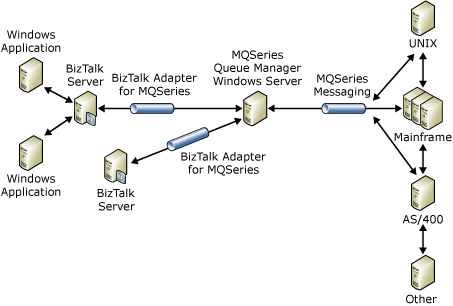 Windows
Application
BizTalk
Server
BizTalk Adapter
for MQSeries
MQSeries
Queue Manager
Windows Server
MQSeries
Messaging
UNIX
Mainframe
Windows
Application
BizTalk
Server
BizTalk Adapter
for MQSeries
AS/400
Other